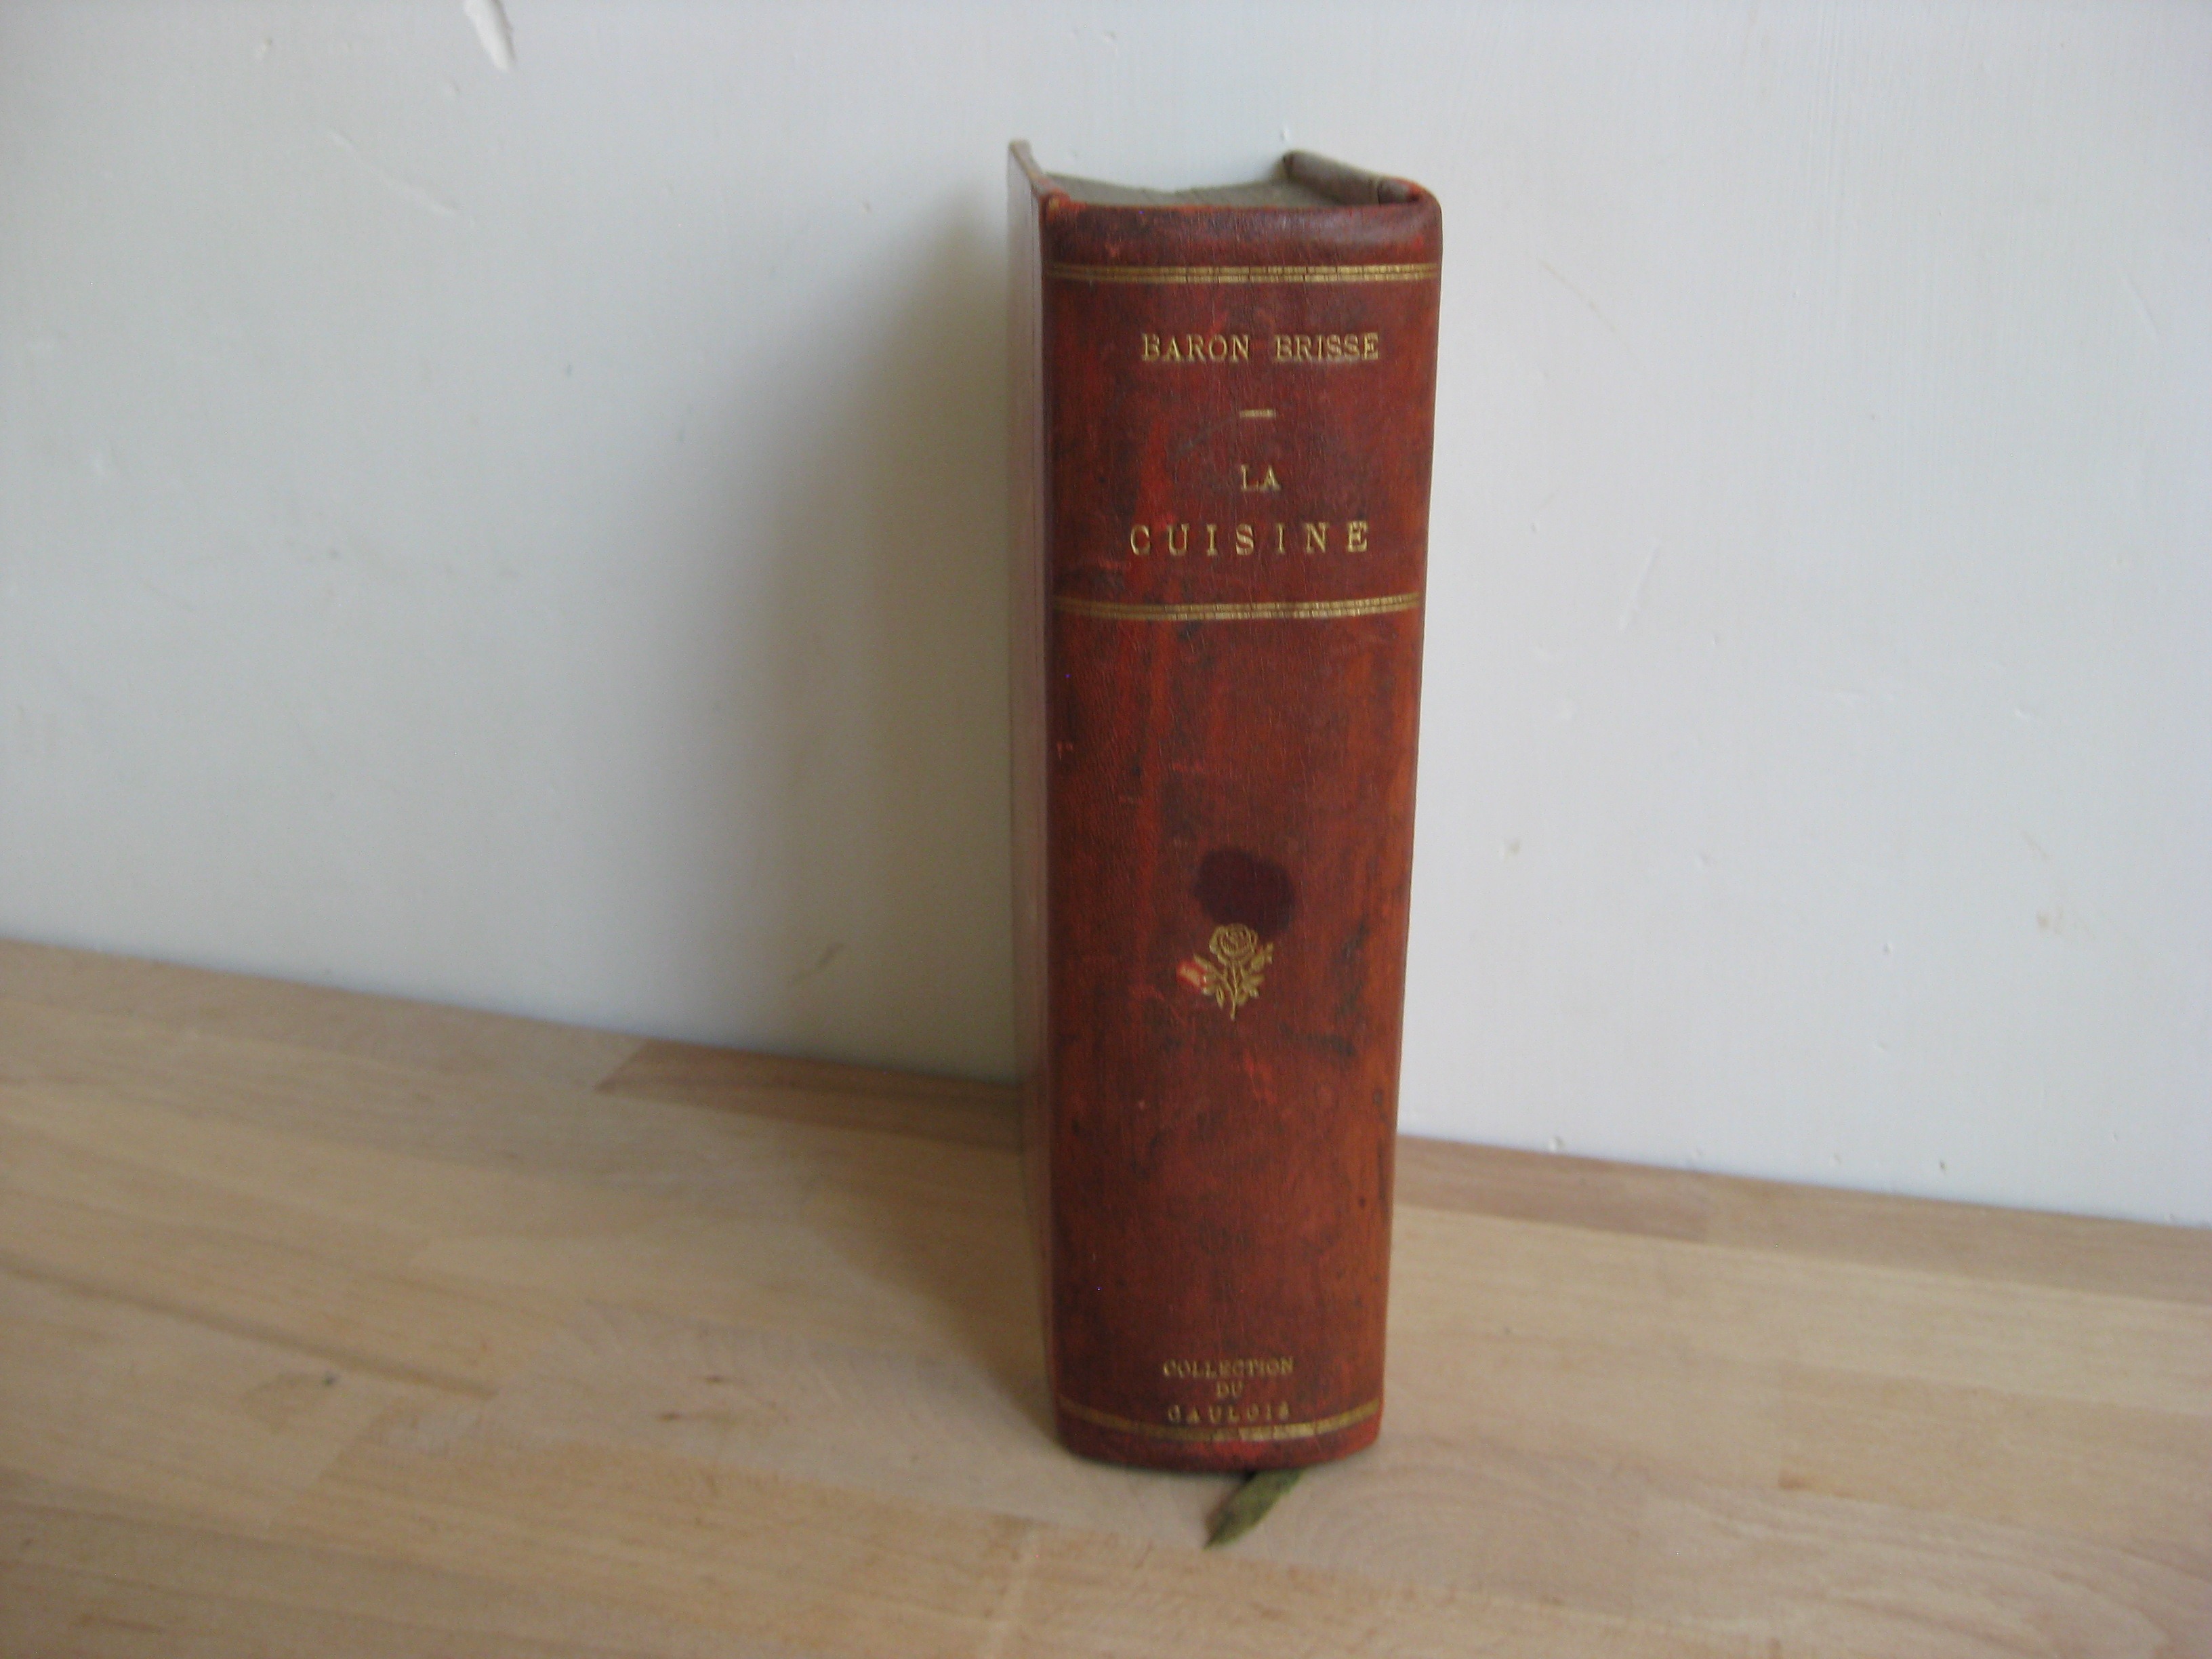 BARON BRISSE
LA
CUISINE
COLLECTION
DU
GAULOIS